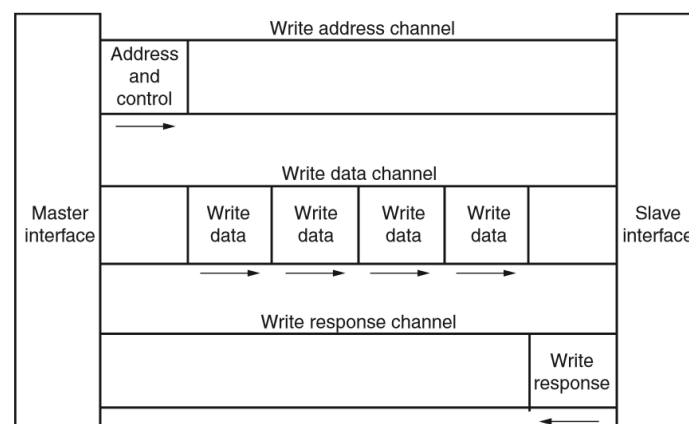 Write address channel
Address
and
control
Write data channel
Master
interface
Write
data
Write
data
Write
data
Write
data
Slave
interface
Write response channel
Write
response